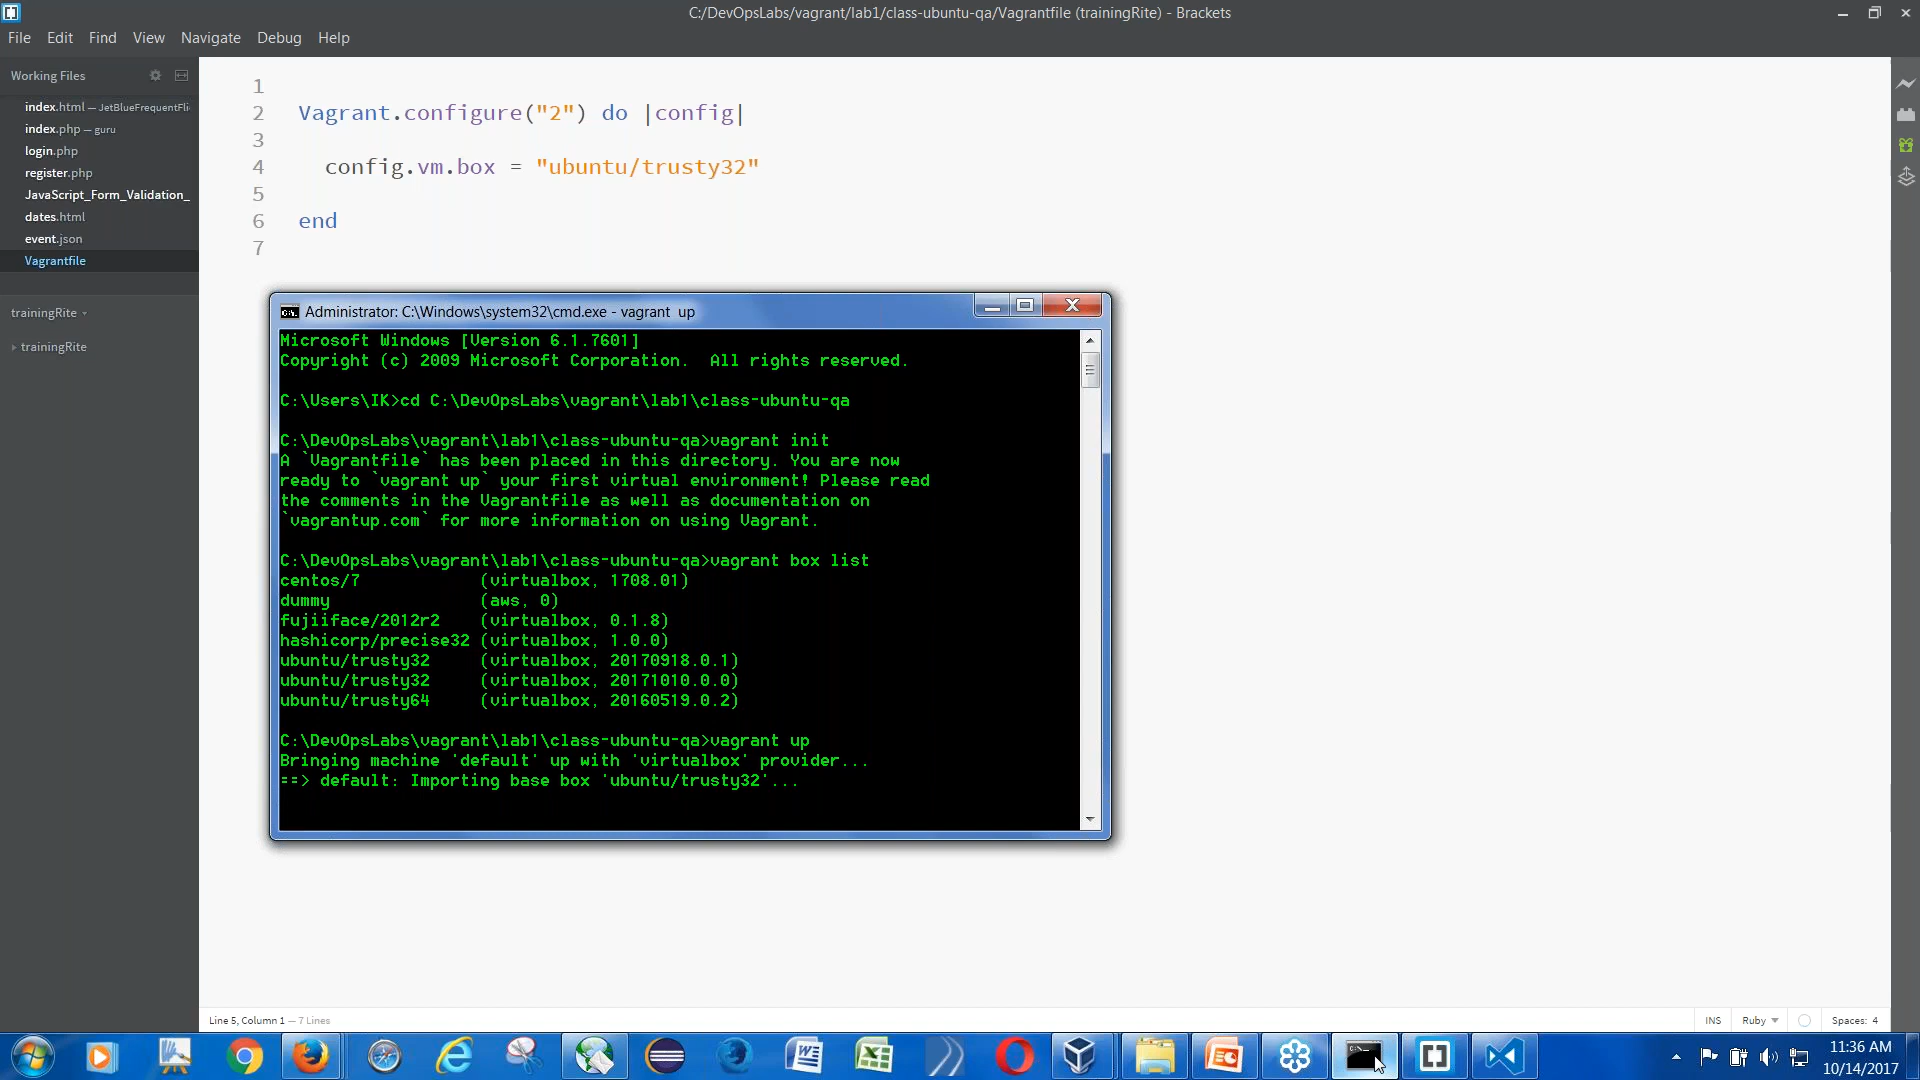 C:/DevOpsLabs/vagrant/lab1/class-ubuntu-qa/Vagrantfile (trainingRite) - Brackets
File Edit Find View Navigate Debug Help
Working Files
index.html — JetBlueFrequentFli
index.php — guru
login.php
register.php
JavaScript_Form_Validation_
dates.html
event.json
Vagrantfile
trainingRite
trainingRite
1
2 Vagrant.configure("2") do |config|
3
4 config.vm.box = "ubuntu/trusty32"
5
6 end
7
Administrator: C:\Windows\system32\cmd.exe - vagrant up
Microsoft Windows [Version 6.1.7601]
Copyright (c) 2009 Microsoft Corporation. All rights reserved.
C:\Users\IK>cd C:\DevOpsLabs\vagrant\lab1\class-ubuntu-qa
C:\DevOpsLabs\vagrant\lab1\class-ubuntu-qa>vagrant init
A `Vagrantfile` has been placed in this directory. You are now
ready to `vagrant up` your first virtual environment! Please read
the comments in the Vagrantfile as well as documentation on
`vagrantup.com` for more information on using Vagrant.
C:\DevOpsLabs\vagrant\lab1\class-ubuntu-qa>vagrant box list
centos/7 (virtualbox, 1708.01)
dummy (aws, 0)
fujiiface/2012r2 (virtualbox, 0.1.8)
hashicorp/precise32 (virtualbox, 1.0.0)
ubuntu/trusty32 (virtualbox, 20170918.0.1)
ubuntu/trusty32 (virtualbox, 20171010.0.0)
ubuntu/trusty64 (virtualbox, 20160519.0.2)
C:\DevOpsLabs\vagrant\lab1\class-ubuntu-qa>vagrant up
Bringing machine 'default' up with 'virtualbox' provider...
==> default: Importing base box 'ubuntu/trusty32'...
Line 5, Column 1 — 7 Lines
INS Ruby Spaces: 4
11:36 AM
10/14/2017